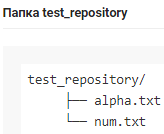 Папка test_repository
test_repository/
├── alpha.txt
└── num.txt